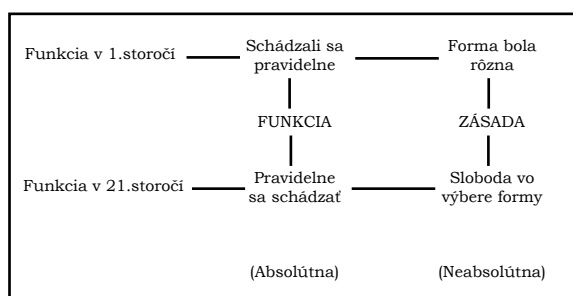 Funkcia v 1.storočí
Schádzali sa
pravidelne
Forma bola
rôzna
FUNKCIA
ZÁSADA
Funkcia v 21.storočí
Pravidelne
sa schádzať
Sloboda vo
výbere formy
(Absolútna)
(Neabsolútna)